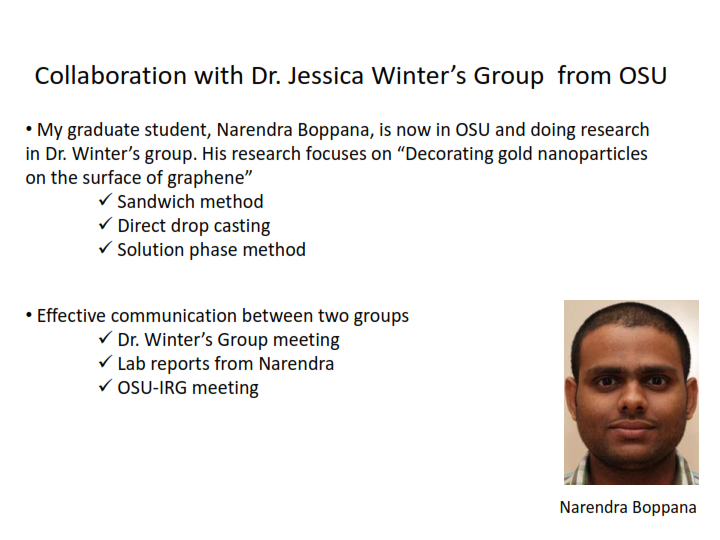 Collaboration with Dr. Jessica Winter’s Group  from OSU
• My graduate student, Narendra Boppana, is now in OSU and doing research
in Dr. Winter’s group. His research focuses on “Decorating gold nanoparticles
on the surface of graphene”
✓ Sandwich method
✓ Direct drop casting
✓ Solution phase method
• Effective communication between two groups
✓ Dr. Winter’s Group meeting
✓ Lab reports from Narendra
✓ OSU-IRG meeting
Narendra Boppana